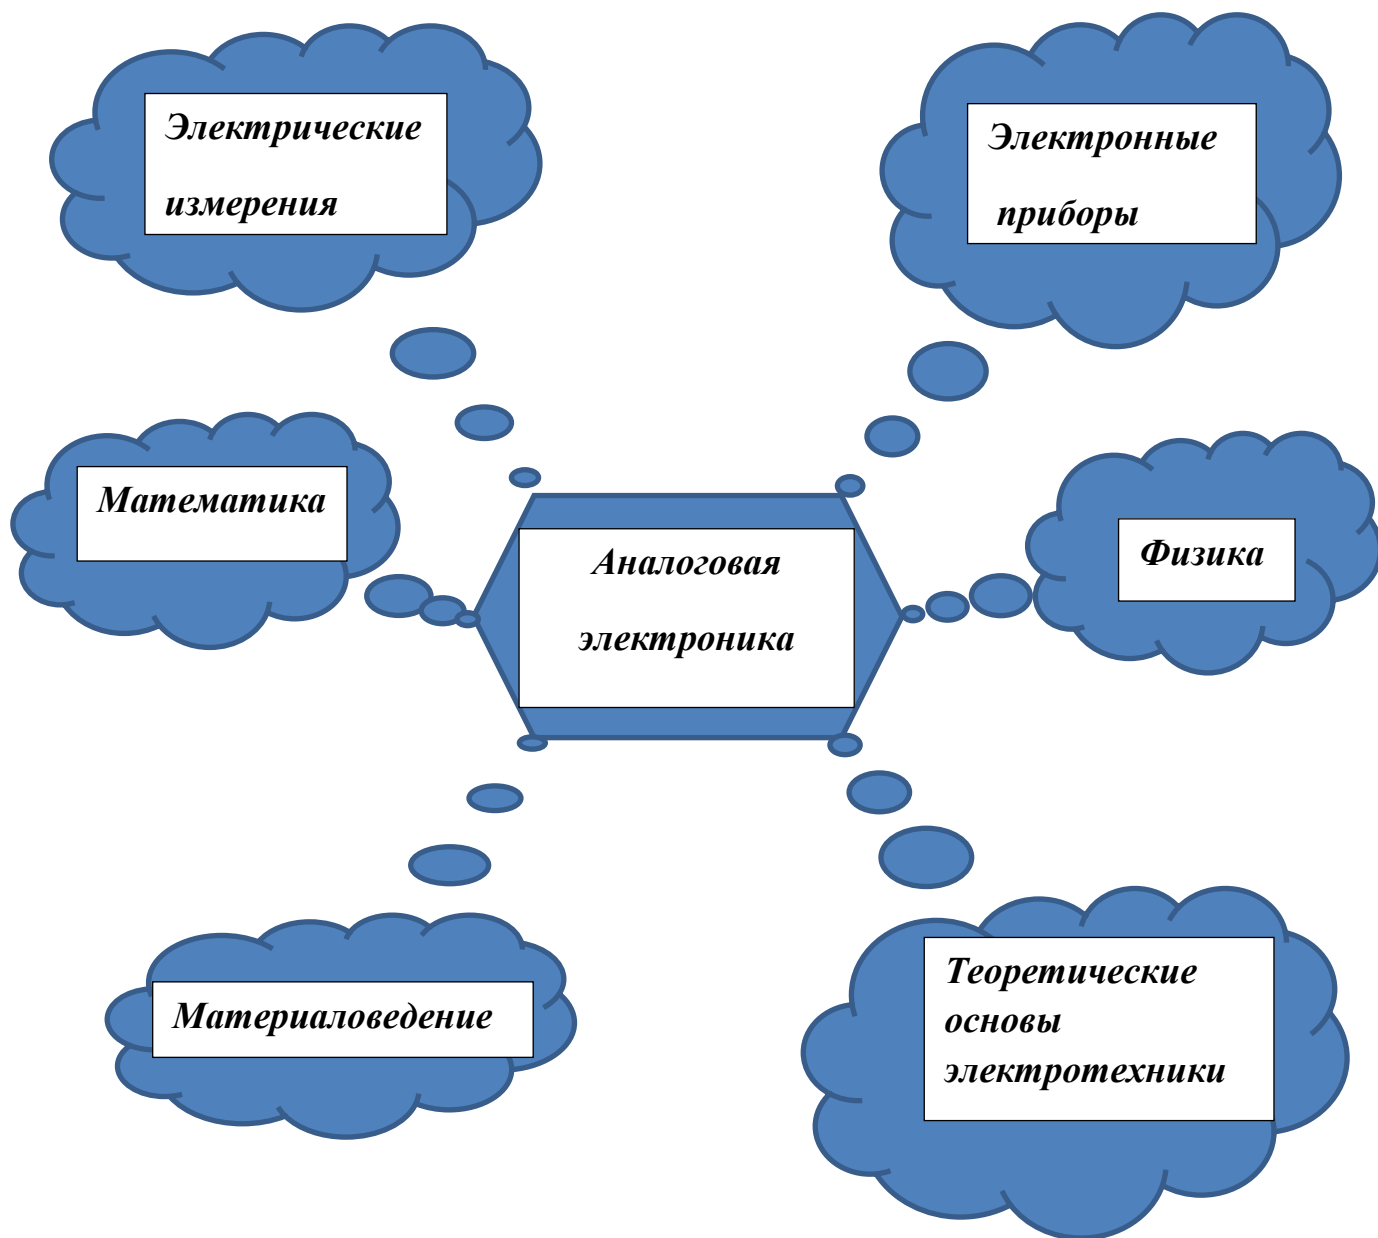 Электрические
измерения
Электронные
приборы
Математика
Аналоговая
электроника
Физика
Материаловедение
Теоретические
основы
электротехники